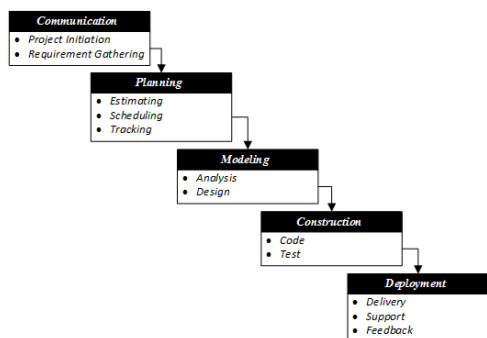 Communication
• Project Initiation
• Requirement Gathering
Planning
• Estimating
• Scheduling
• Tracking
Modeling
• Analysis
• Design
Construction
• Code
• Test
Deployment
• Delivery
• Support
• Feedback